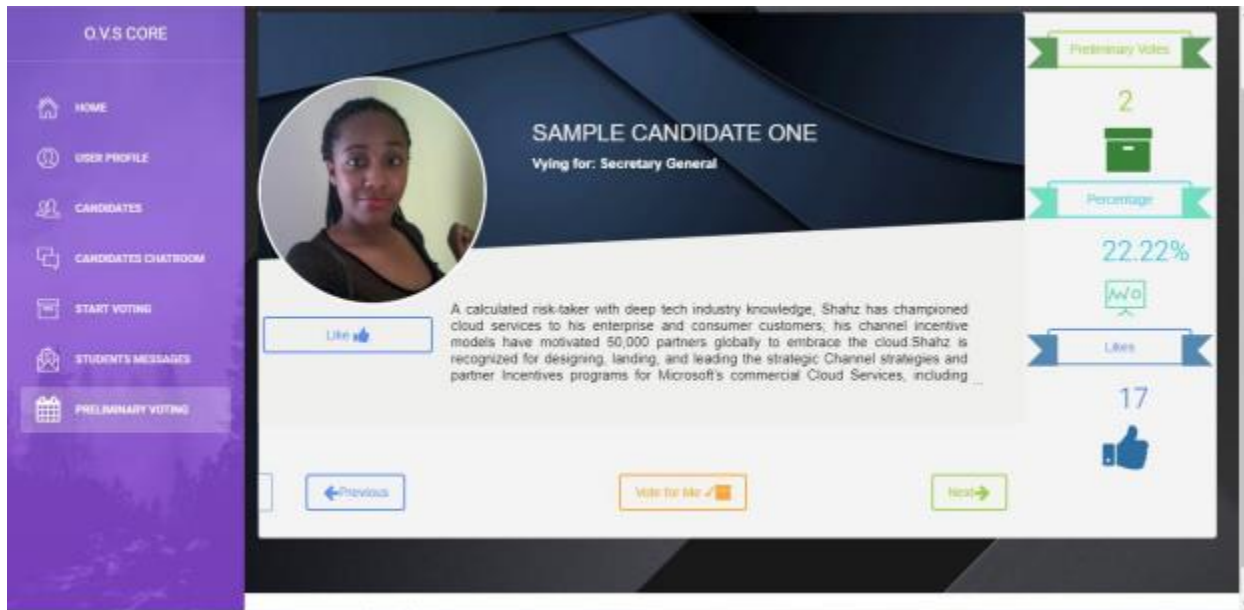 O.V.S CORE
HOME
USER PROFILE
CANDIDATES
CANDIDATES CHATROOM
START VOTING
STUDENTS MESSAGES
PRELIMINARY VOTING
SAMPLE CANDIDATE ONE
Vying for: Secretary General
Like
A calculated risk-taker with deep tech industry knowledge, Shahz has championed
cloud services to his enterprise and consumer customers, his channel incentive
models have motivated 50,000 partners globally to embrace the cloud.Shahz is
recognized for designing, landing, and leading the strategic Channel strategies and
partner Incentives programs for Microsoft's commercial Cloud Services, including ...
Previous
Vote for Me
Next
Preliminary Votes
2
Percentage
22.22%
Likes
17